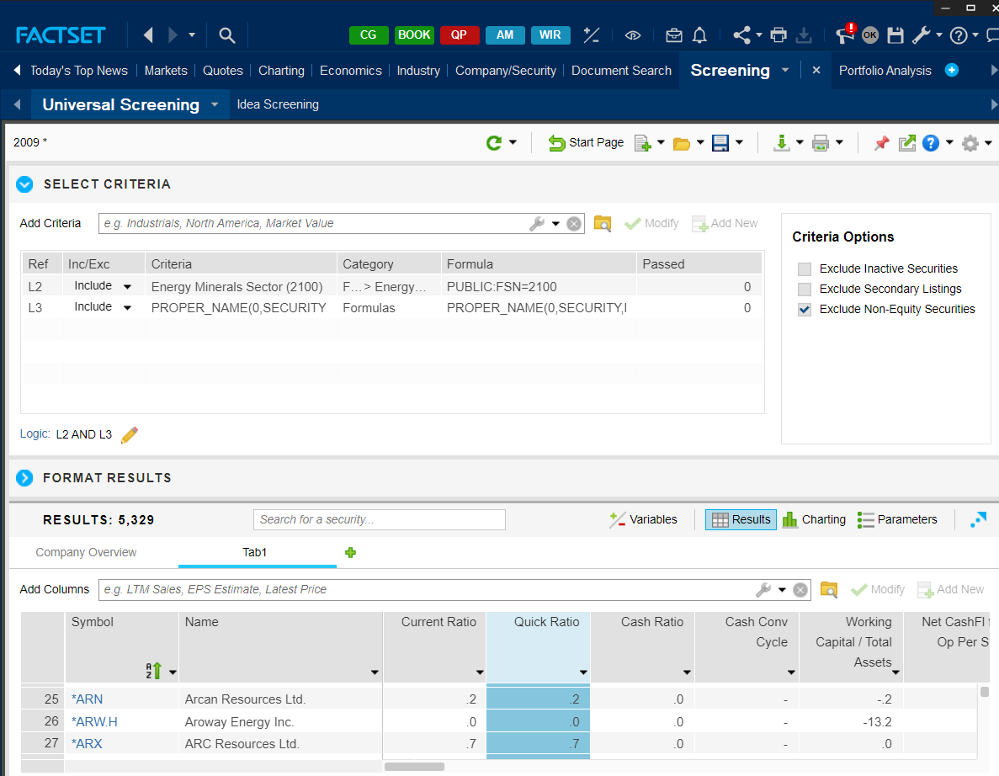 FACTSET CG BOOK QP AM WIR OK
Today's Top News Markets Quotes Charting Economics Industry Company/Security Document Search Screening Portfolio Analysis
Universal Screening Idea Screening
2009 * Start Page
SELECT CRITERIA
Add Criteria e.g. Industrials, North America, Market Value Modify Add New
Criteria Options
Exclude Inactive Securities
Exclude Secondary Listings
Exclude Non-Equity Securities
Ref Inc/Exc Criteria Category Formula Passed
L2 Include Energy Minerals Sector (2100) F... > Energy... PUBLIC:FSN=2100 0
L3 Include PROPER_NAME(0,SECURITY Formulas PROPER_NAME(0,SECURITY, 0
Logic: L2 AND L3
FORMAT RESULTS
RESULTS: 5,329 Search for a security... Variables Results Charting Parameters
Company Overview Tab1
Add Columns e.g. LTM Sales, EPS Estimate, Latest Price Modify Add New
Symbol Name Current Ratio Quick Ratio Cash Ratio Cash Conv Working Net CashFl
Cycle Capital / Total Op Per S
Assets
A
Z
25 *ARN Arcan Resources Ltd. .2 .2 .0 - -.2
26 *ARW.H Aroway Energy Inc. .0 .0 .0 - -13.2
27 *ARX ARC Resources Ltd. .7 .7 .0 - .0